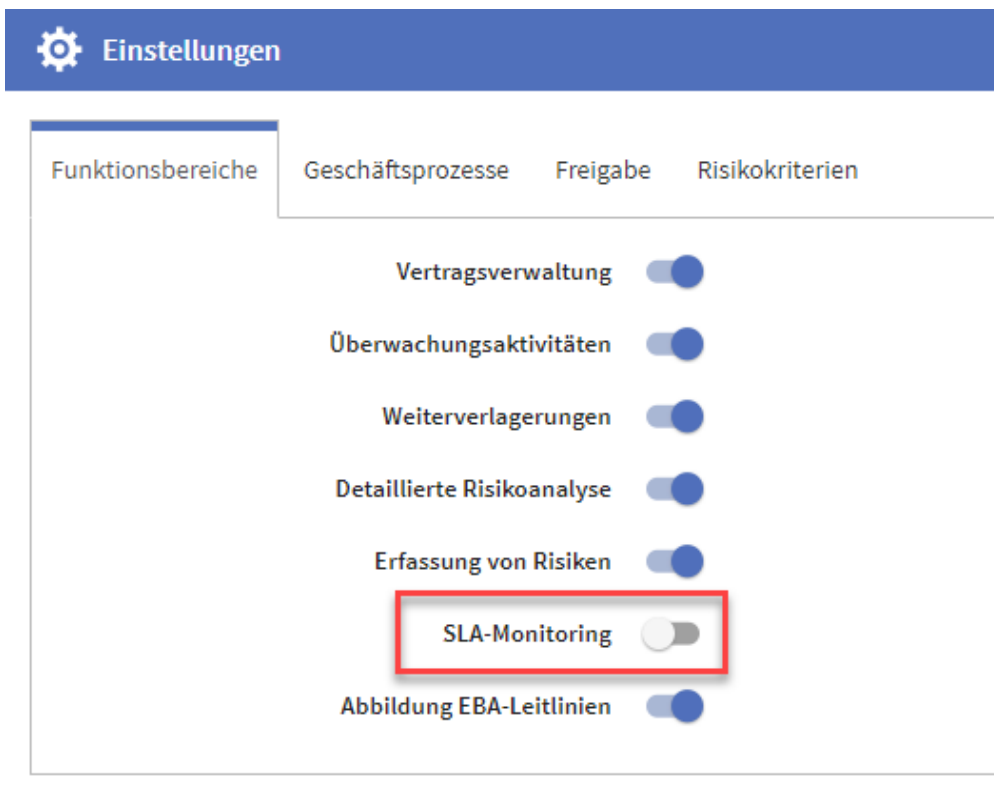 Einstellungen
Funktionsbereiche Geschäftsprozesse Freigabe Risikokriterien
Vertragsverwaltung
Überwachungsaktivitäten
Weiterverlagerungen
Detaillierte Risikoanalyse
Erfassung von Risiken
SLA-Monitoring
Abbildung EBA-Leitlinien